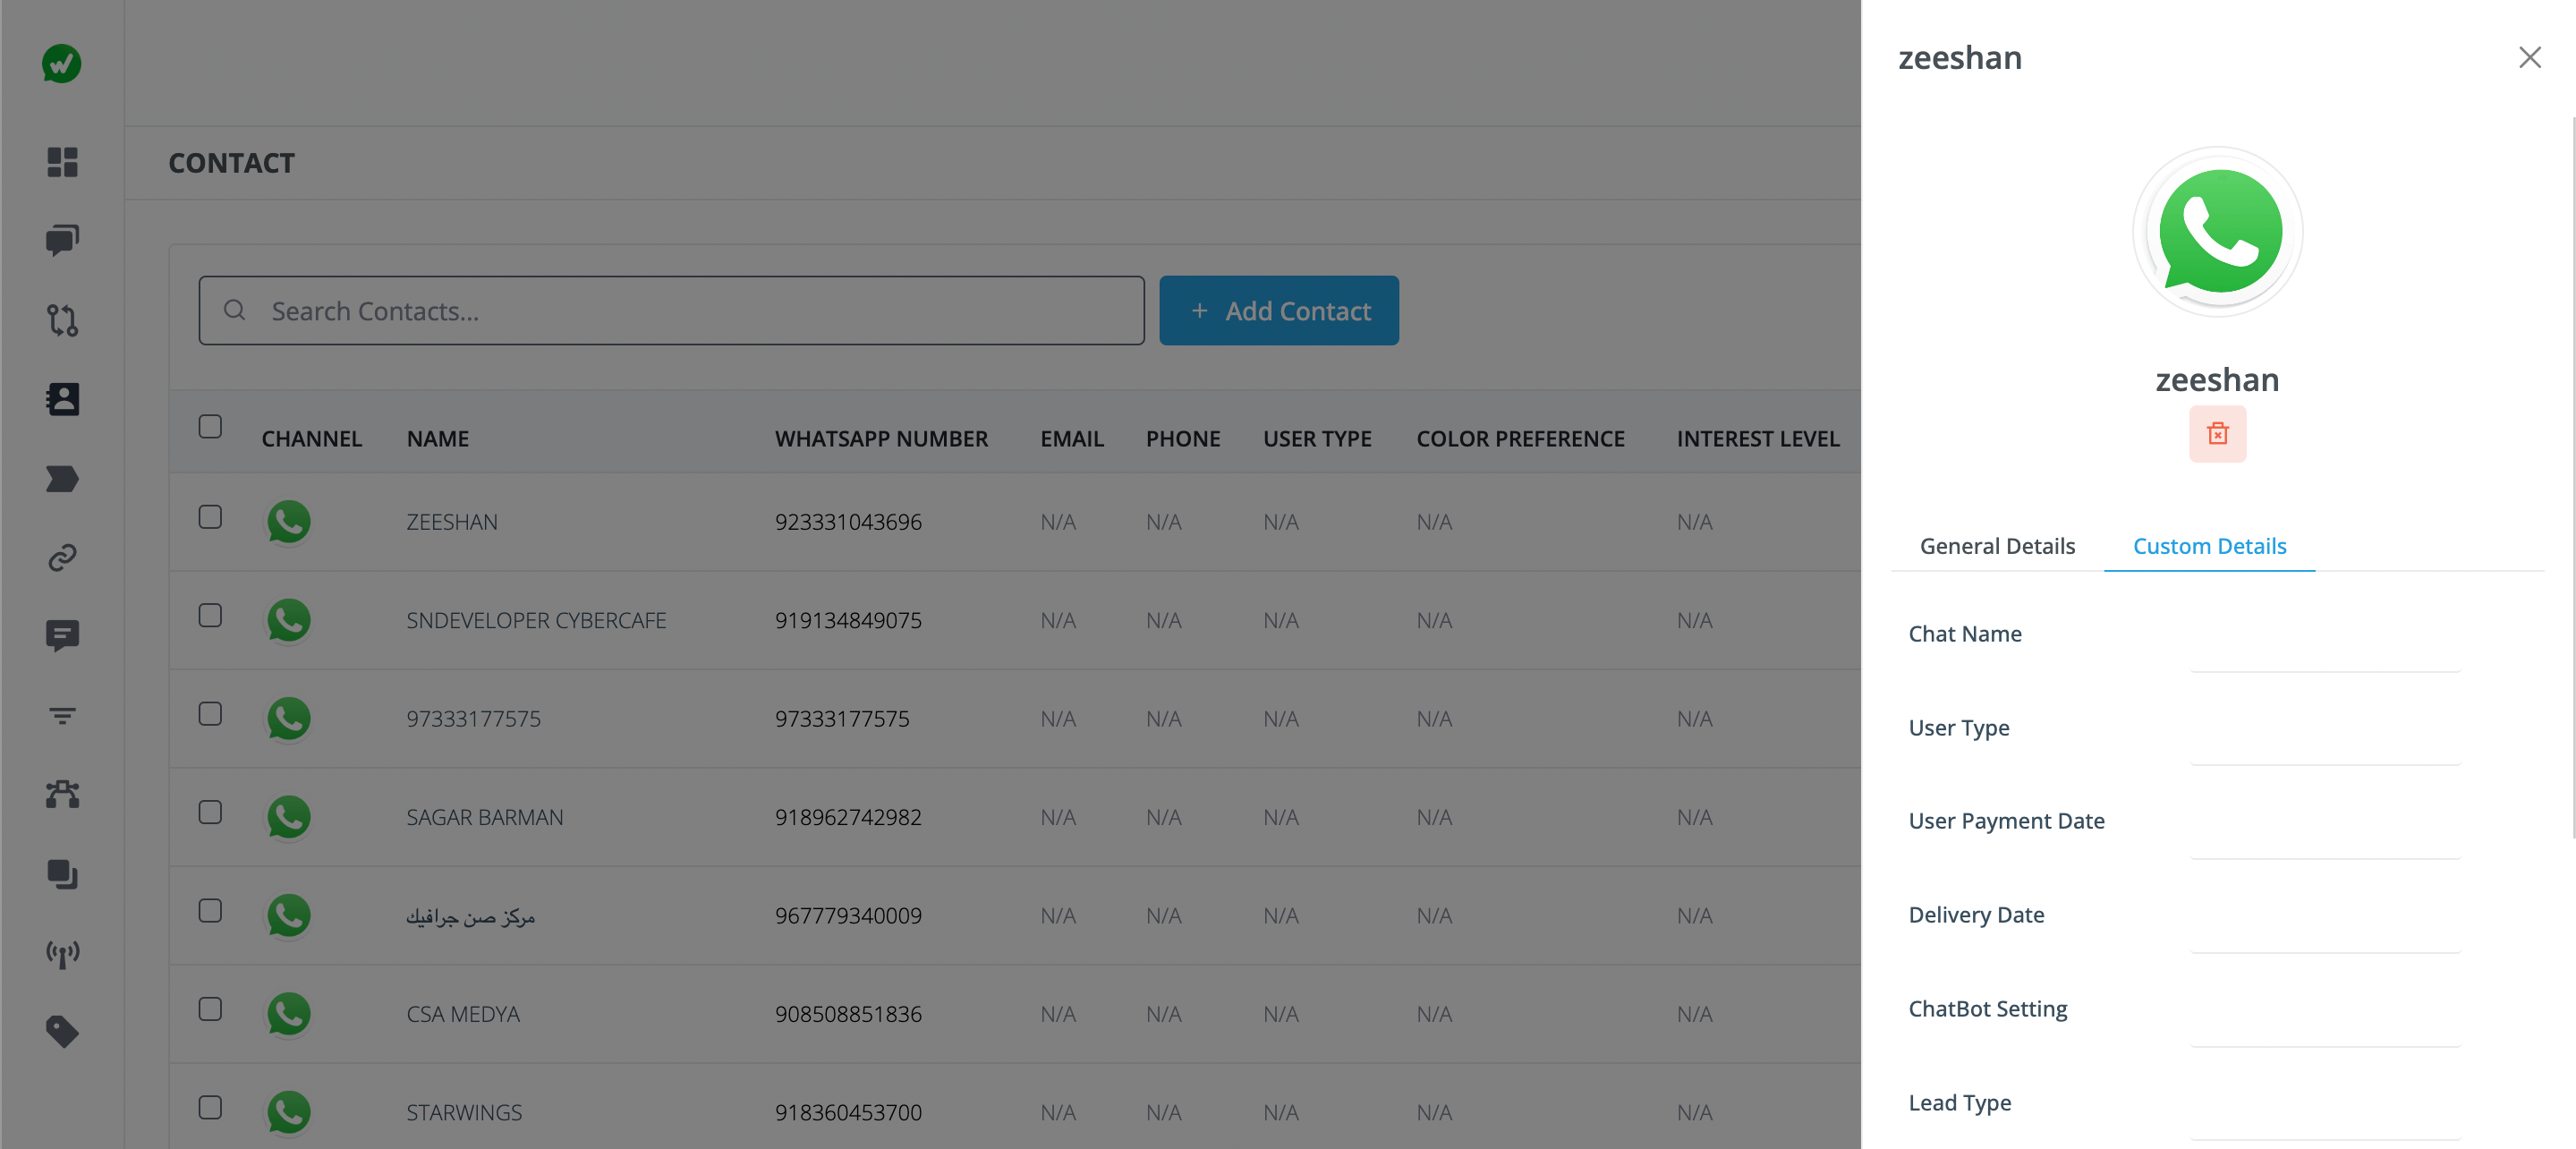 CONTACT
Search Contacts...
+ Add Contact
CHANNEL NAME WHATSAPP NUMBER EMAIL PHONE USER TYPE COLOR PREFERENCE INTEREST LEVEL
ZEESHAN 923331043696 N/A N/A N/A N/A N/A
SNDEVELOPER CYBERCAFE 919134849075 N/A N/A N/A N/A N/A
97333177575 97333177575 N/A N/A N/A N/A N/A
SAGAR BARMAN 918962742982 N/A N/A N/A N/A N/A
مركز صن جرافيك 967779340009 N/A N/A N/A N/A N/A
CSA MEDYA 908508851836 N/A N/A N/A N/A N/A
STARWINGS 918360453700 N/A N/A N/A N/A N/A
zeeshan
zeeshan
General Details Custom Details
Chat Name
User Type
User Payment Date
Delivery Date
ChatBot Setting
Lead Type